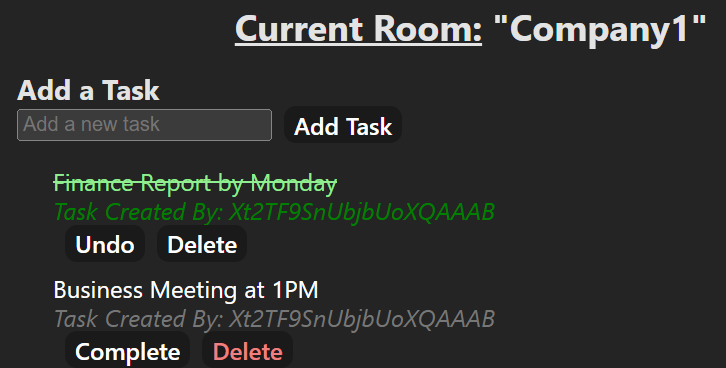 Current Room: "Company1"
Add a Task
Add a new task
Add Task
Finance Report by Monday
Task Created By: Xt2TF9SnUbjbUoXQAAAB
Undo Delete
Business Meeting at 1PM
Task Created By: Xt2TF9SnUbjbUoXQAAAB
Complete Delete